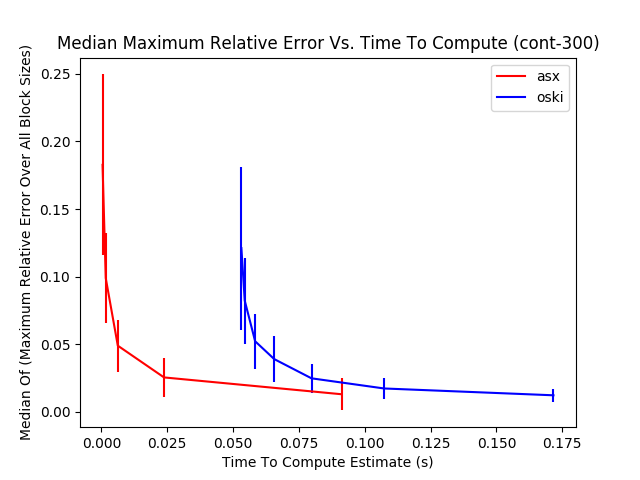 Median Maximum Relative Error Vs. Time To Compute (cont-300)
asx
oski
Median Of (Maximum Relative Error Over All Block Sizes)
0.25
0.20
0.15
0.10
0.05
0.00
0.000 0.025 0.050 0.075 0.100 0.125 0.150 0.175
Time To Compute Estimate (s)